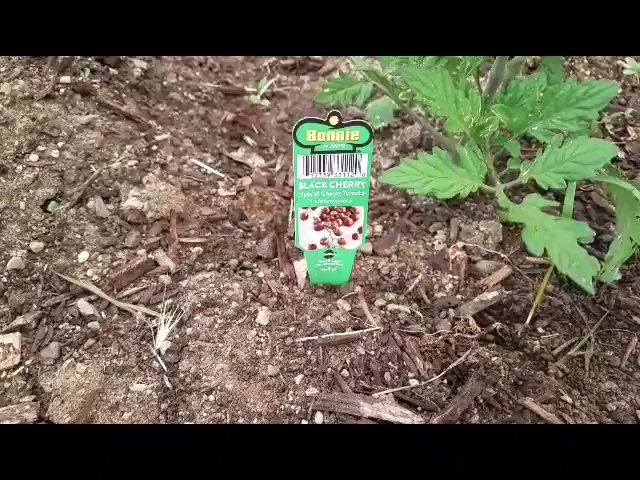 Bonnie
PLANTS
BLACK CHERRY
Hybrid Cherry Tomato
Indeterminate